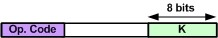 8 bits
Op. Code K